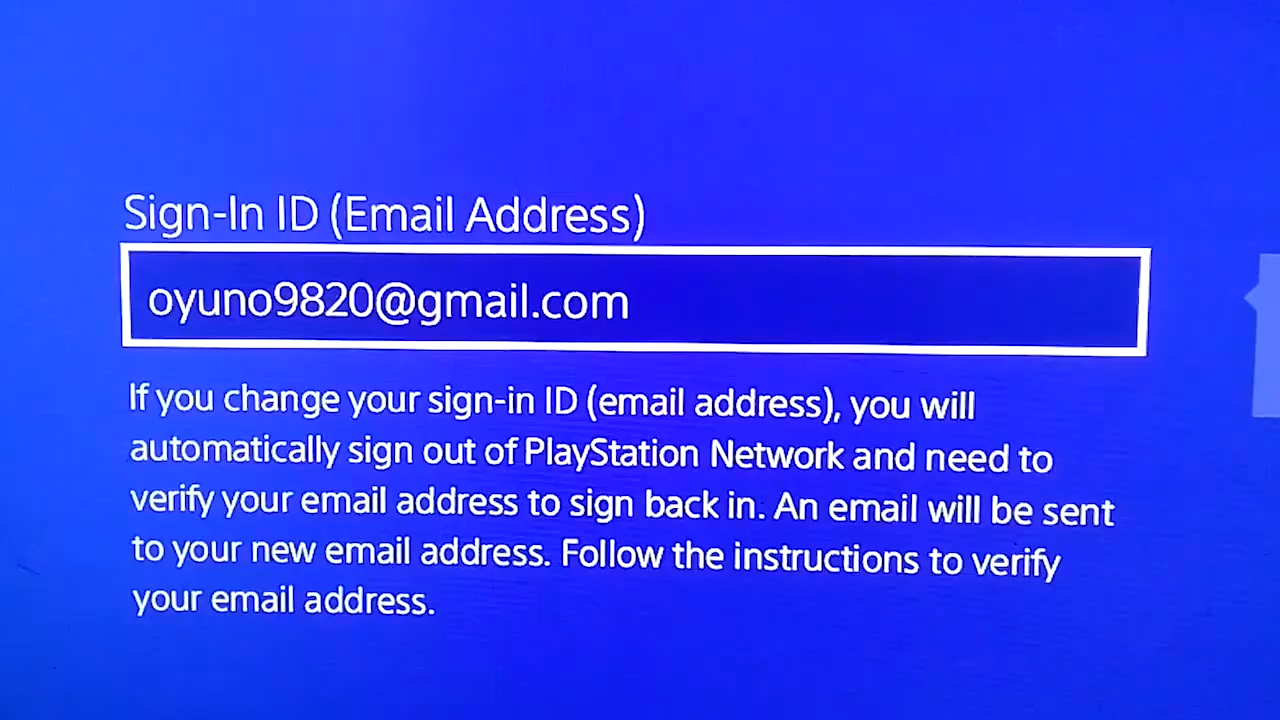 Sign-In ID (Email Address)
oyuno9820@gmail.com
If you change your sign-in ID (email address), you will
automatically sign out of PlayStation Network and need to
verify your email address to sign back in. An email will be sent
to your new email address. Follow the instructions to verify
your email address.